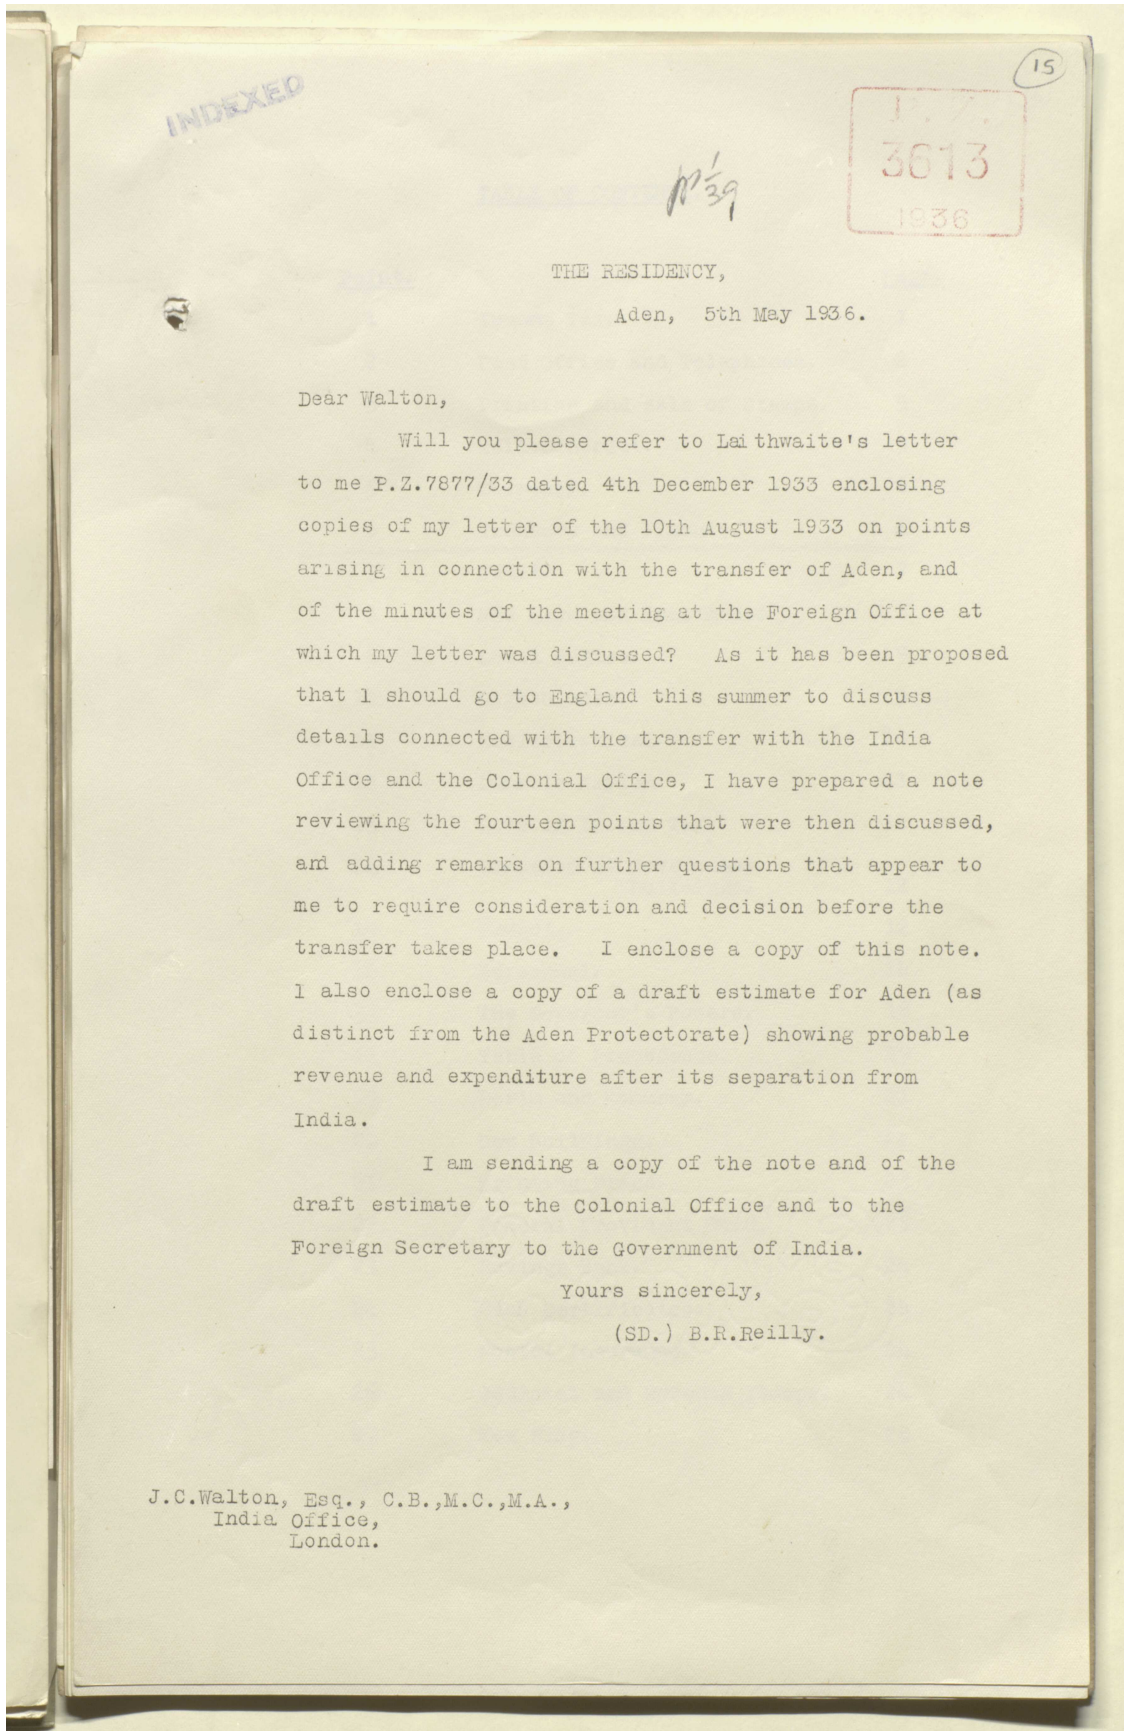 15
INDEXED
3613
1936
THE RESIDENCY,
Aden, 5th May 1936.
Dear Walton,
Will you please refer to Laithwaite's letter
to me P.Z.7877/33 dated 4th December 1933 enclosing
copies of my letter of the 10th August 1933 on points
arising in connection with the transfer of Aden, and
of the minutes of the meeting at the Foreign Office at
which my letter was discussed? As it has been proposed
that I should go to England this summer to discuss
details connected with the transfer with the India
Office and the Colonial Office, I have prepared a note
reviewing the fourteen points that were then discussed,
and adding remarks on further questions that appear to
me to require consideration and decision before the
transfer takes place. I enclose a copy of this note.
I also enclose a copy of a draft estimate for Aden (as
distinct from the Aden Protectorate) showing probable
revenue and expenditure after its separation from
India.
I am sending a copy of the note and of the
draft estimate to the Colonial Office and to the
Foreign Secretary to the Government of India.
Yours sincerely,
(SD.) B.R.Reilly.
J.C.Walton, Esq., C.B.,M.C.,M.A.,
India Office,
London.